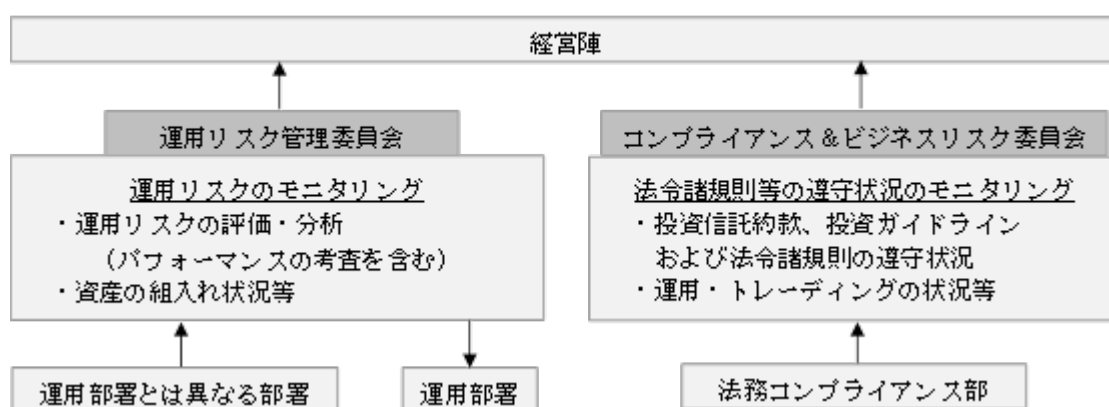 経営陣
運用リスク管理委員会
運用リスクのモニタリング
・運用リスクの評価・分析
（パフォーマンスの考査を含む）
・資産の組入れ状況等
運用部署とは異なる部署
運用部署
コンプライアンス＆ビジネスリスク委員会
法令諸規則等の遵守状況のモニタリング
・投資信託約款、投資ガイドライン
および法令諸規則の遵守状況
・運用・トレーディングの状況等
法務コンプライアンス部